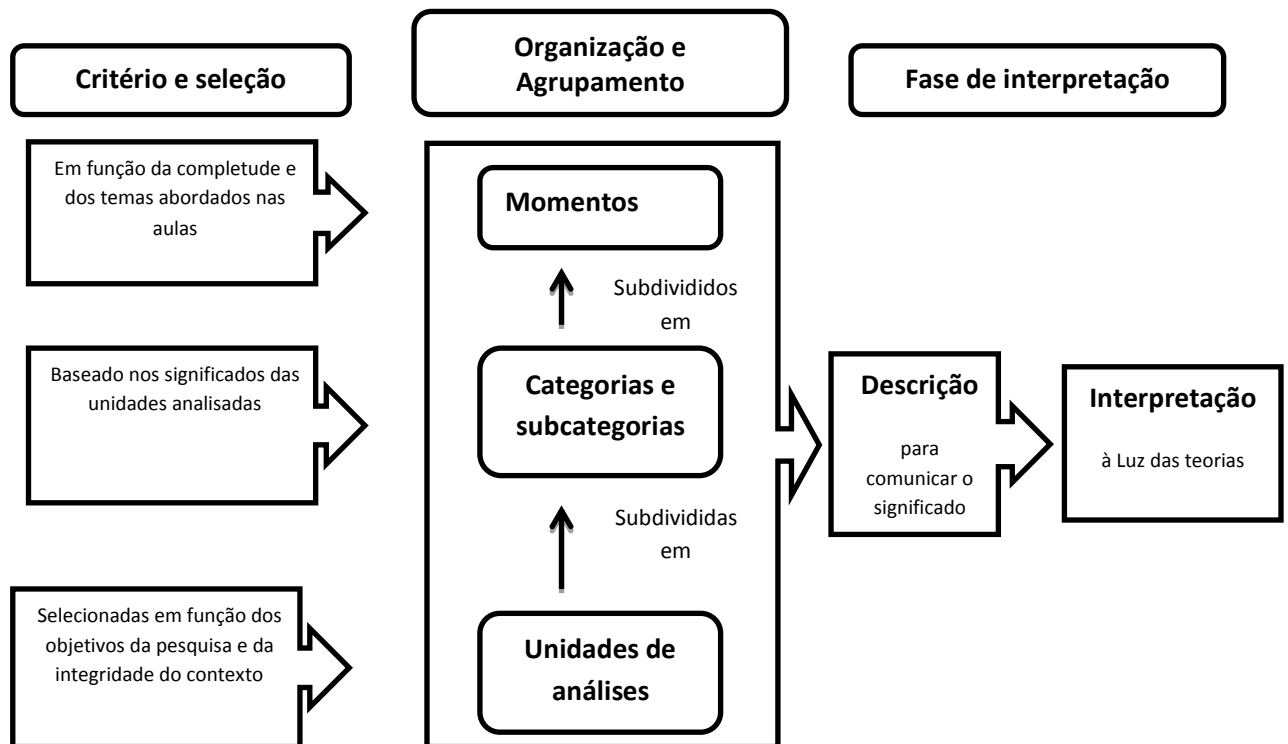 Critério e seleção
Organização e
Agrupamento
Fase de interpretação
Em função da completude e
dos temas abordados nas
aulas
Momentos
Subdivididos
em
Baseado nos significados das
unidades analisadas
Categorias e
subcategorias
Descrição
para
comunicar o
significado
Interpretação
à Luz das teorias
Subdivididas
em
Selecionadas em função dos
objetivos da pesquisa e da
integridade do contexto
Unidades de
análises